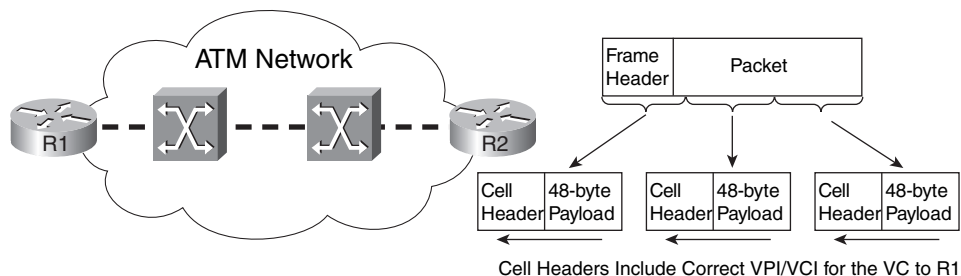 ATM Network
R1
R2
Frame
Header
Packet
Cell
Header
48-byte
Payload
Cell
Header
48-byte
Payload
Cell
Header
48-byte
Payload
Cell Headers Include Correct VPI/VCI for the VC to R1